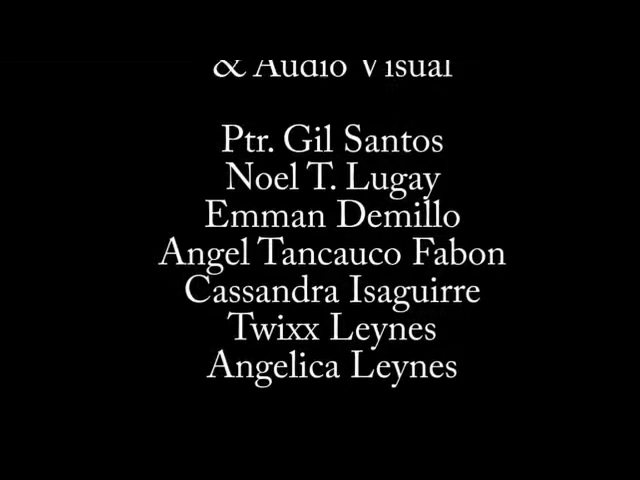 & Audio Visual
Ptr. Gil Santos
Noel T. Lugay
Emman Demillo
Angel Tancauco Fabon
Cassandra Isaguirre
Twixx Leynes
Angelica Leynes